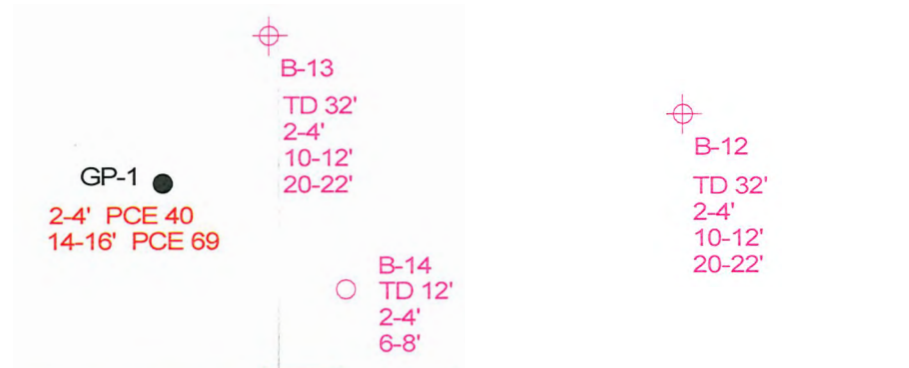 B-13
TD 32'
2-4'
10-12'
20-22'
GP-1
2-4' PCE 40
14-16' PCE 69
B-14
TD 12'
2-4'
6-8'
B-12
TD 32'
2-4'
10-12'
20-22'